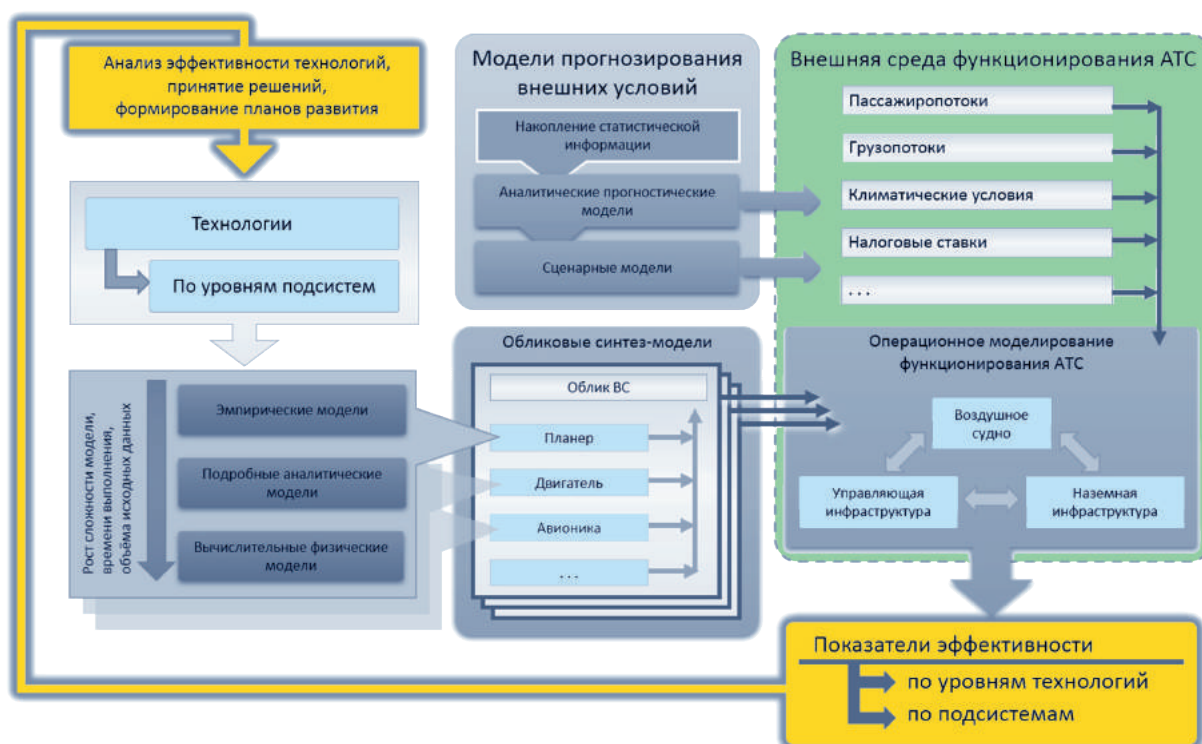 Анализ эффективности технологий,
принятие решений,
формирование планов развития
Технологии
По уровням подсистем
Рост сложности модели,
времени выполнения,
объёма исходных данных
Эмпирические модели
Подробные аналитические
модели
Вычислительные физические
модели
Модели прогнозирования
внешних условий
Накопление статистической
информации
Аналитические прогностические
модели
Сценарные модели
Обликовые синтез-модели
Облик ВС
Планер
Двигатель
Авионика
...
Внешняя среда функционирования АТС
Пассажиропотоки
Грузопотоки
Климатические условия
Налоговые ставки
...
Операционное моделирование
функционирования АТС
Воздушное
судно
Управляющая
инфраструктура
Наземная
инфраструктура
Показатели эффективности
по уровням технологий
по подсистемам